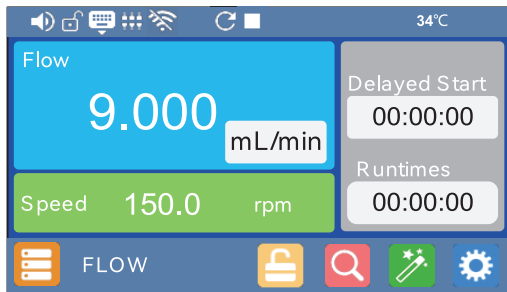 34℃
Flow
9.000
mL/min
Delayed Start
00:00:00
Speed 150.0 rpm
Runtimes
00:00:00
FLOW